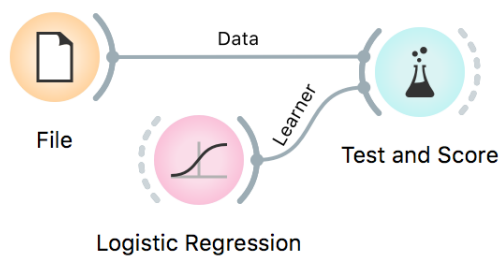 Data
File
Learner
Test and Score
Logistic Regression